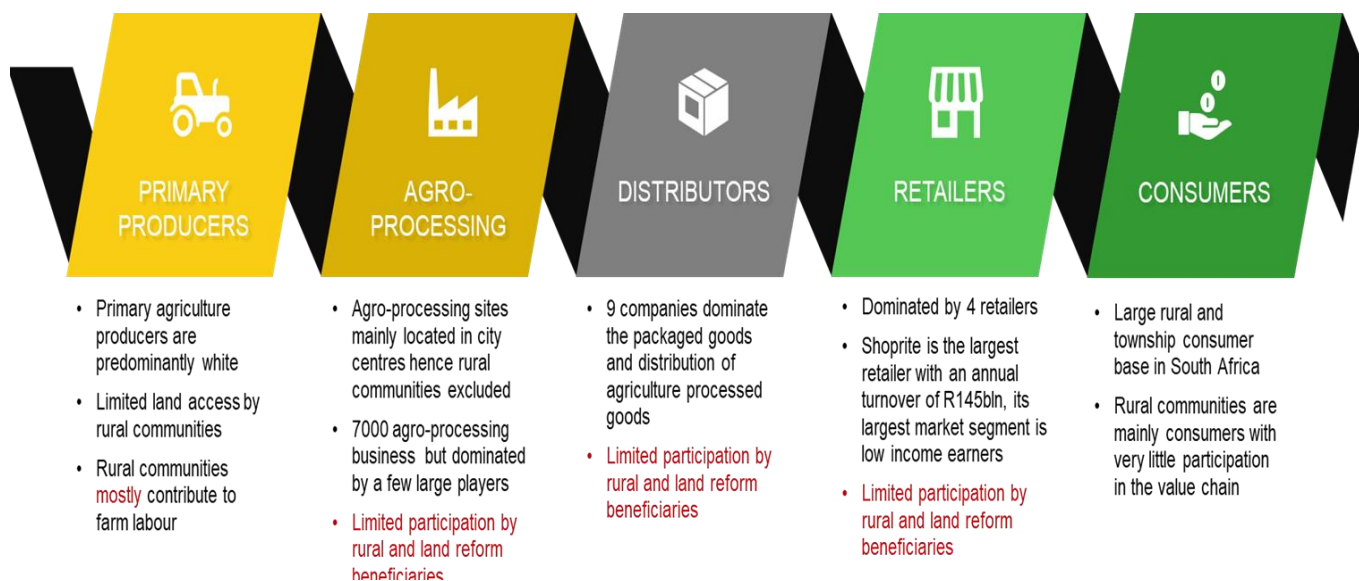 PRIMARY
PRODUCERS
• Primary agriculture
producers are
predominantly white
• Limited land access by
rural communities
• Rural communities
mostly contribute to
farm labour
AGRO-
PROCESSING
• Agro-processing sites
mainly located in city
centres hence rural
communities excluded
• 7000 agro-processing
business but dominated
by a few large players
• Limited participation by
rural and land reform
beneficiaries
DISTRIBUTORS
• 9 companies dominate
the packaged goods
and distribution of
agriculture processed
goods
• Limited participation by
rural and land reform
beneficiaries
RETAILERS
• Dominated by 4 retailers
• Shoprite is the largest
retailer with an annual
turnover of R145bln, its
largest market segment is
low income earners
• Limited participation by
rural and land reform
beneficiaries
CONSUMERS
• Large rural and
township consumer
base in South Africa
• Rural communities are
mainly consumers with
very little participation
in the value chain